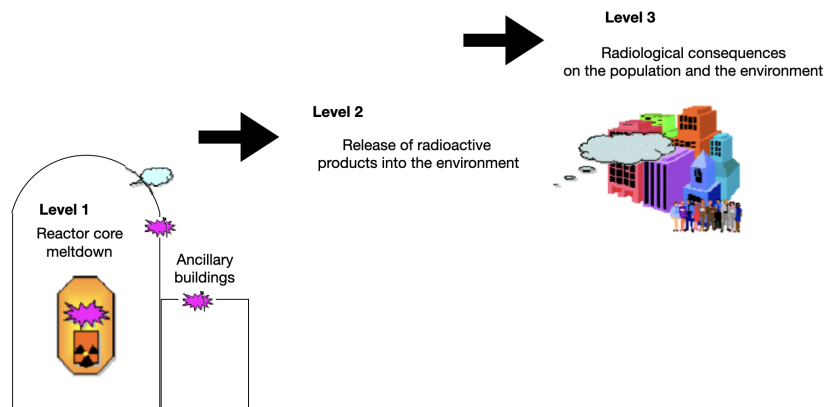 Level 3
Radiological consequences
on the population and the environment
Level 2
Release of radioactive
products into the environment
Level 1
Reactor core
meltdown
Ancillary
buildings